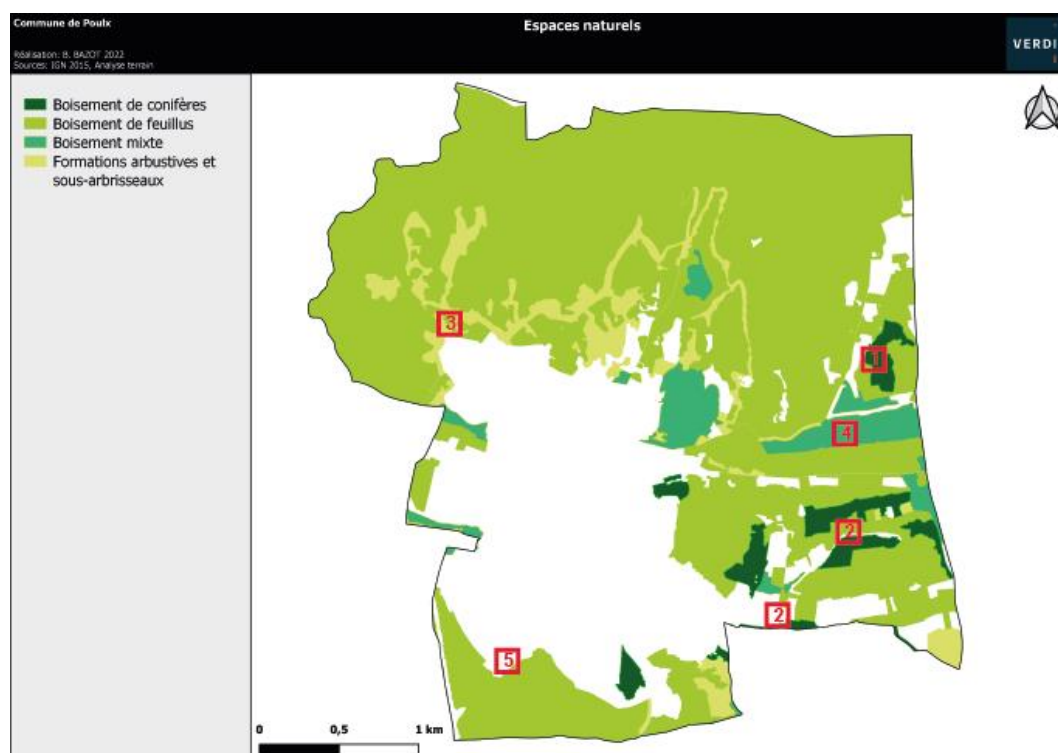 Commune de Poulx
Espaces naturels
Réalisation: B. BAZOT 2022
Sources: IGN 2015, Analyse terrain
VERDI
Boisement de conifères
Boisement de feuillus
Boisement mixte
Formations arbustives et
sous-arbrisseaux
3
1
4
2
2
5
0 0,5 1 km